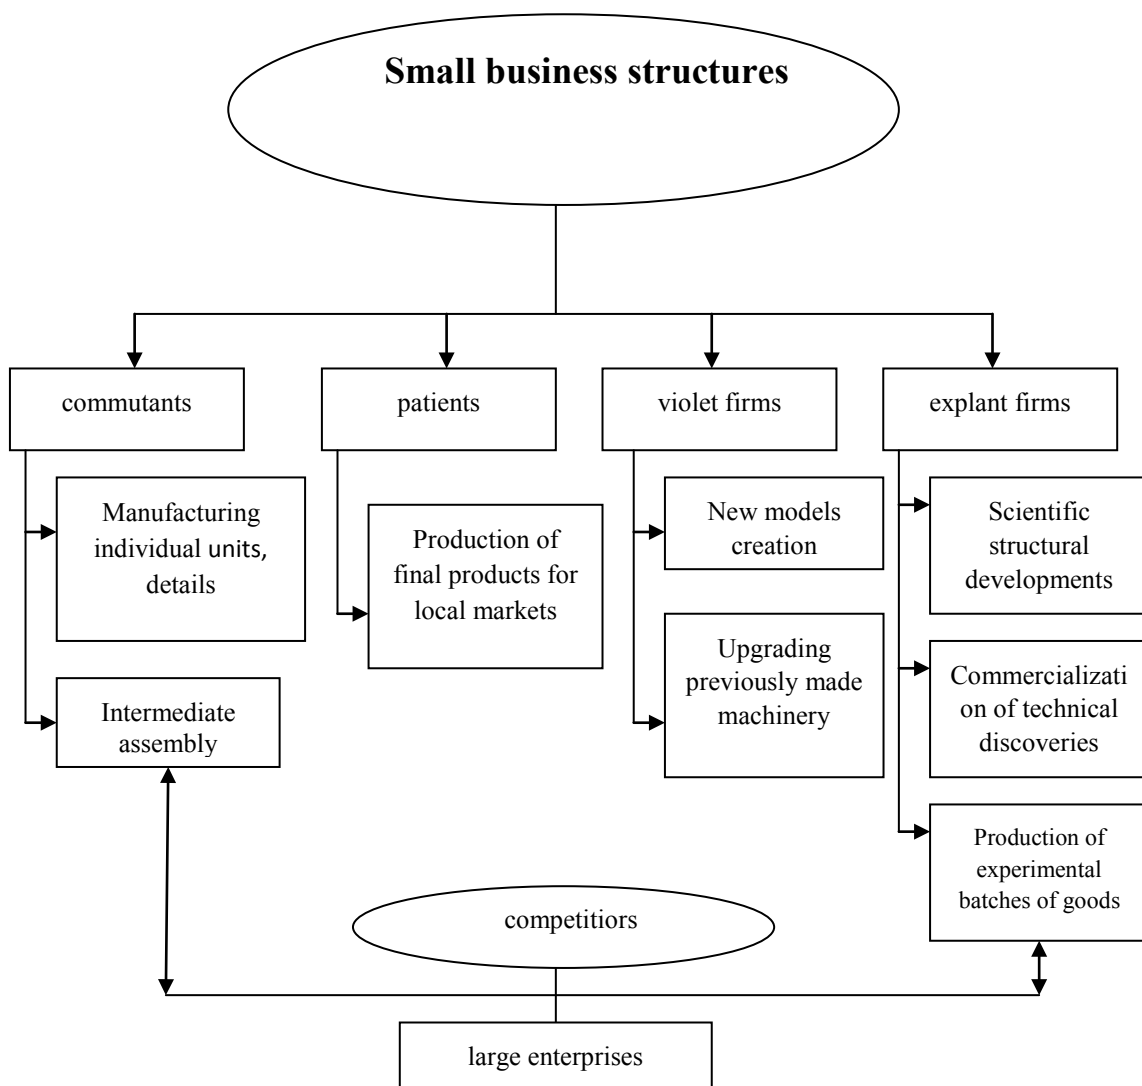 Small business structures
commutants
patients
violet firms
explant firms
Manufacturing
individual units,
details
Intermediate
assembly
Production of
final products for
local markets
New models
creation
Upgrading
previously made
machinery
Scientific
structural
developments
Commercializati
on of technical
discoveries
Production of
experimental
batches of goods
competitiors
large enterprises